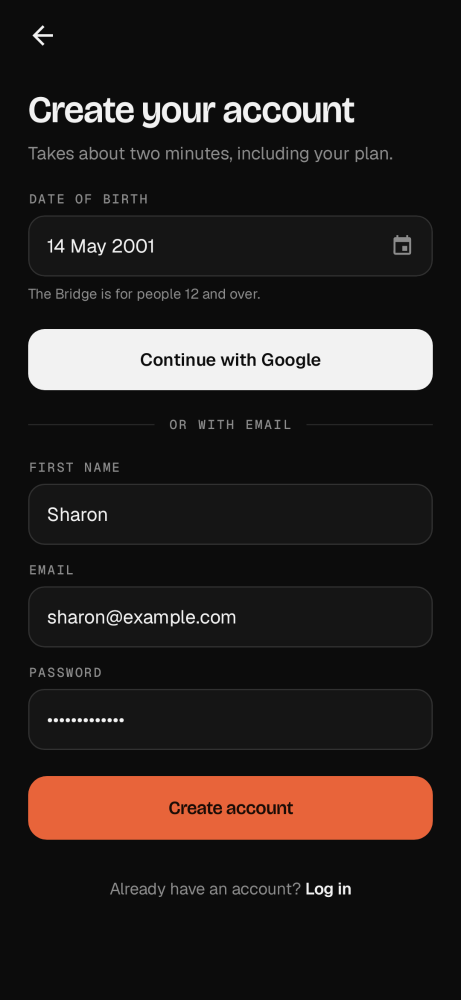 Create your account
Takes about two minutes, including your plan.
DATE OF BIRTH
14 May 2001
The Bridge is for people 12 and over.
Continue with Google
OR WITH EMAIL
FIRST NAME
Sharon
EMAIL
sharon@example.com
PASSWORD
•••••••••••••
Create account
Already have an account? Log in